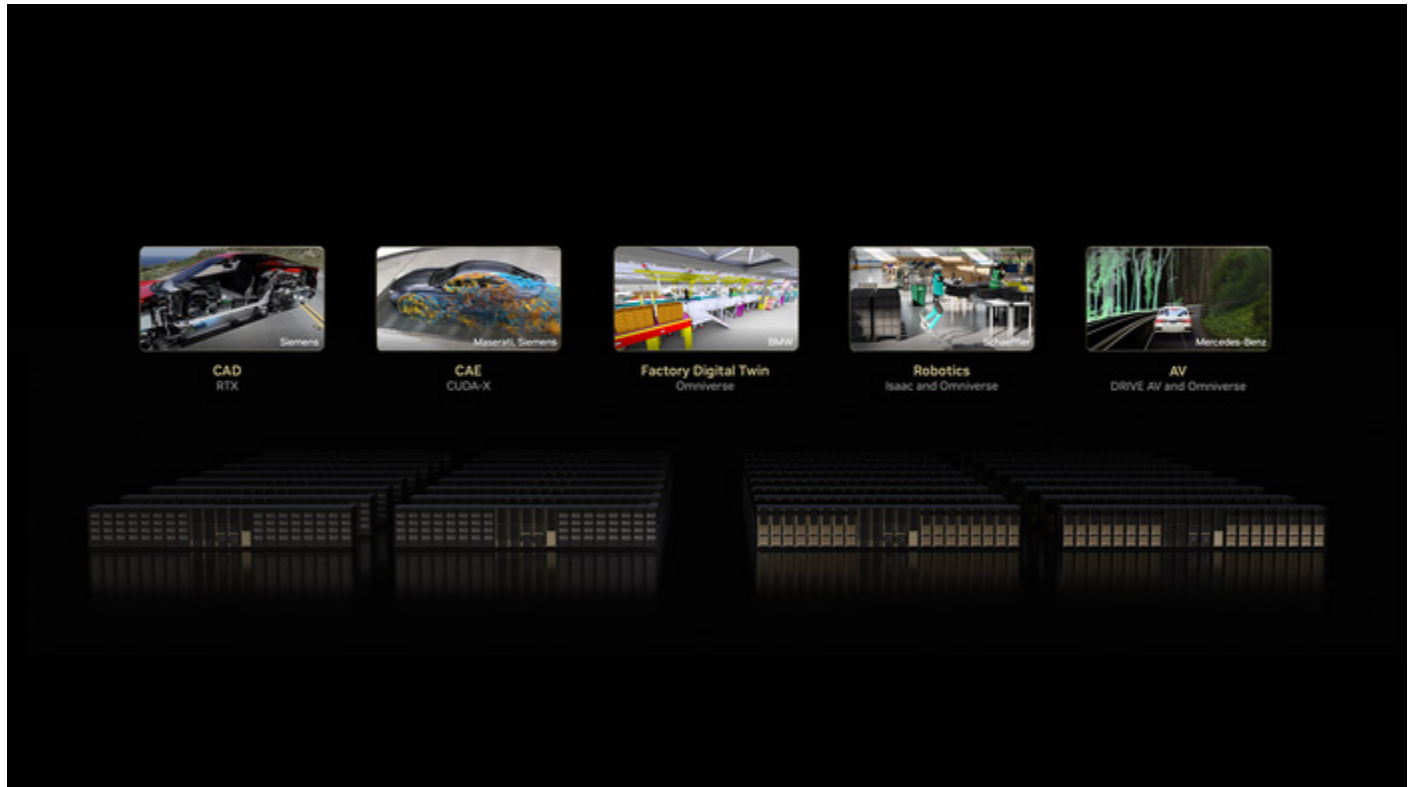 Siemens
Maserati, Siemens
BMW
Schaeffler
Mercedes-Benz
CAD
RTX
CAE
CUDA-X
Factory Digital Twin
Omniverse
Robotics
Isaac and Omniverse
AV
DRIVE AV and Omniverse